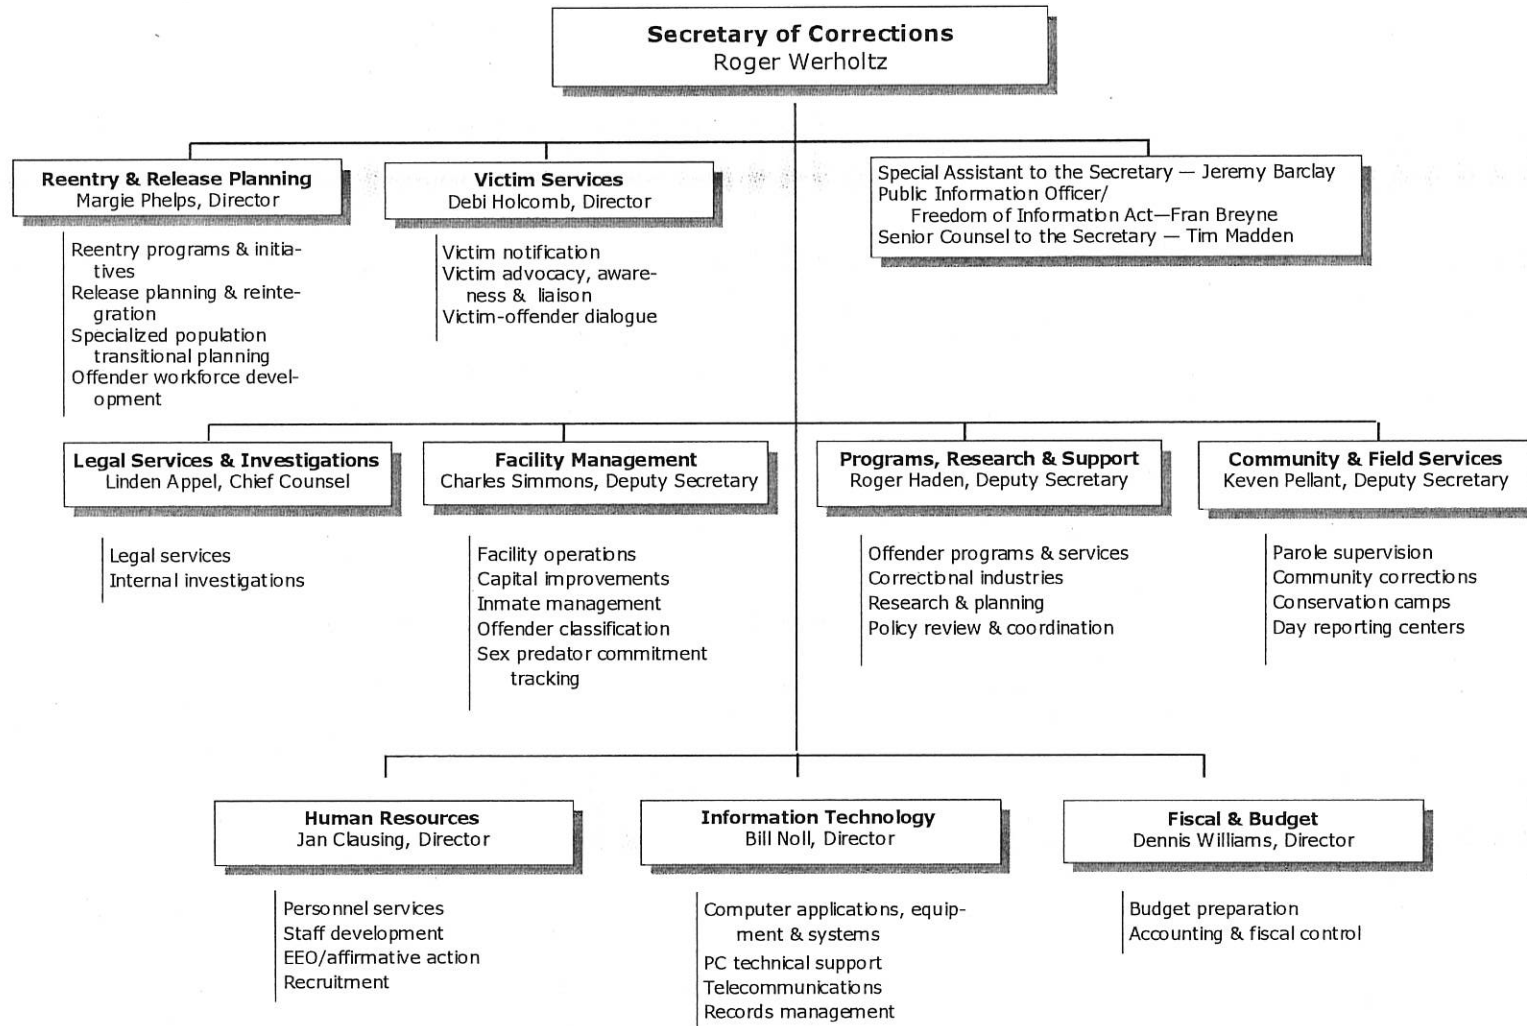 Secretary of Corrections
Roger Werholtz
Reentry & Release Planning
Margie Phelps, Director
Reentry programs & initia-
tives
Release planning & reinte-
gration
Specialized population
transitional planning
Offender workforce devel-
opment
Victim Services
Debi Holcomb, Director
Victim notification
Victim advocacy, aware-
ness & liaison
Victim-offender dialogue
Special Assistant to the Secretary — Jeremy Barclay
Public Information Officer/
Freedom of Information Act—Fran Breyne
Senior Counsel to the Secretary — Tim Madden
Legal Services & Investigations
Linden Appel, Chief Counsel
Legal services
Internal investigations
Facility Management
Charles Simmons, Deputy Secretary
Facility operations
Capital improvements
Inmate management
Offender classification
Sex predator commitment
tracking
Programs, Research & Support
Roger Haden, Deputy Secretary
Offender programs & services
Correctional industries
Research & planning
Policy review & coordination
Community & Field Services
Keven Pellant, Deputy Secretary
Parole supervision
Community corrections
Conservation camps
Day reporting centers
Human Resources
Jan Clausing, Director
Personnel services
Staff development
EEO/affirmative action
Recruitment
Information Technology
Bill Noll, Director
Computer applications, equip-
ment & systems
PC technical support
Telecommunications
Records management
Fiscal & Budget
Dennis Williams, Director
Budget preparation
Accounting & fiscal control